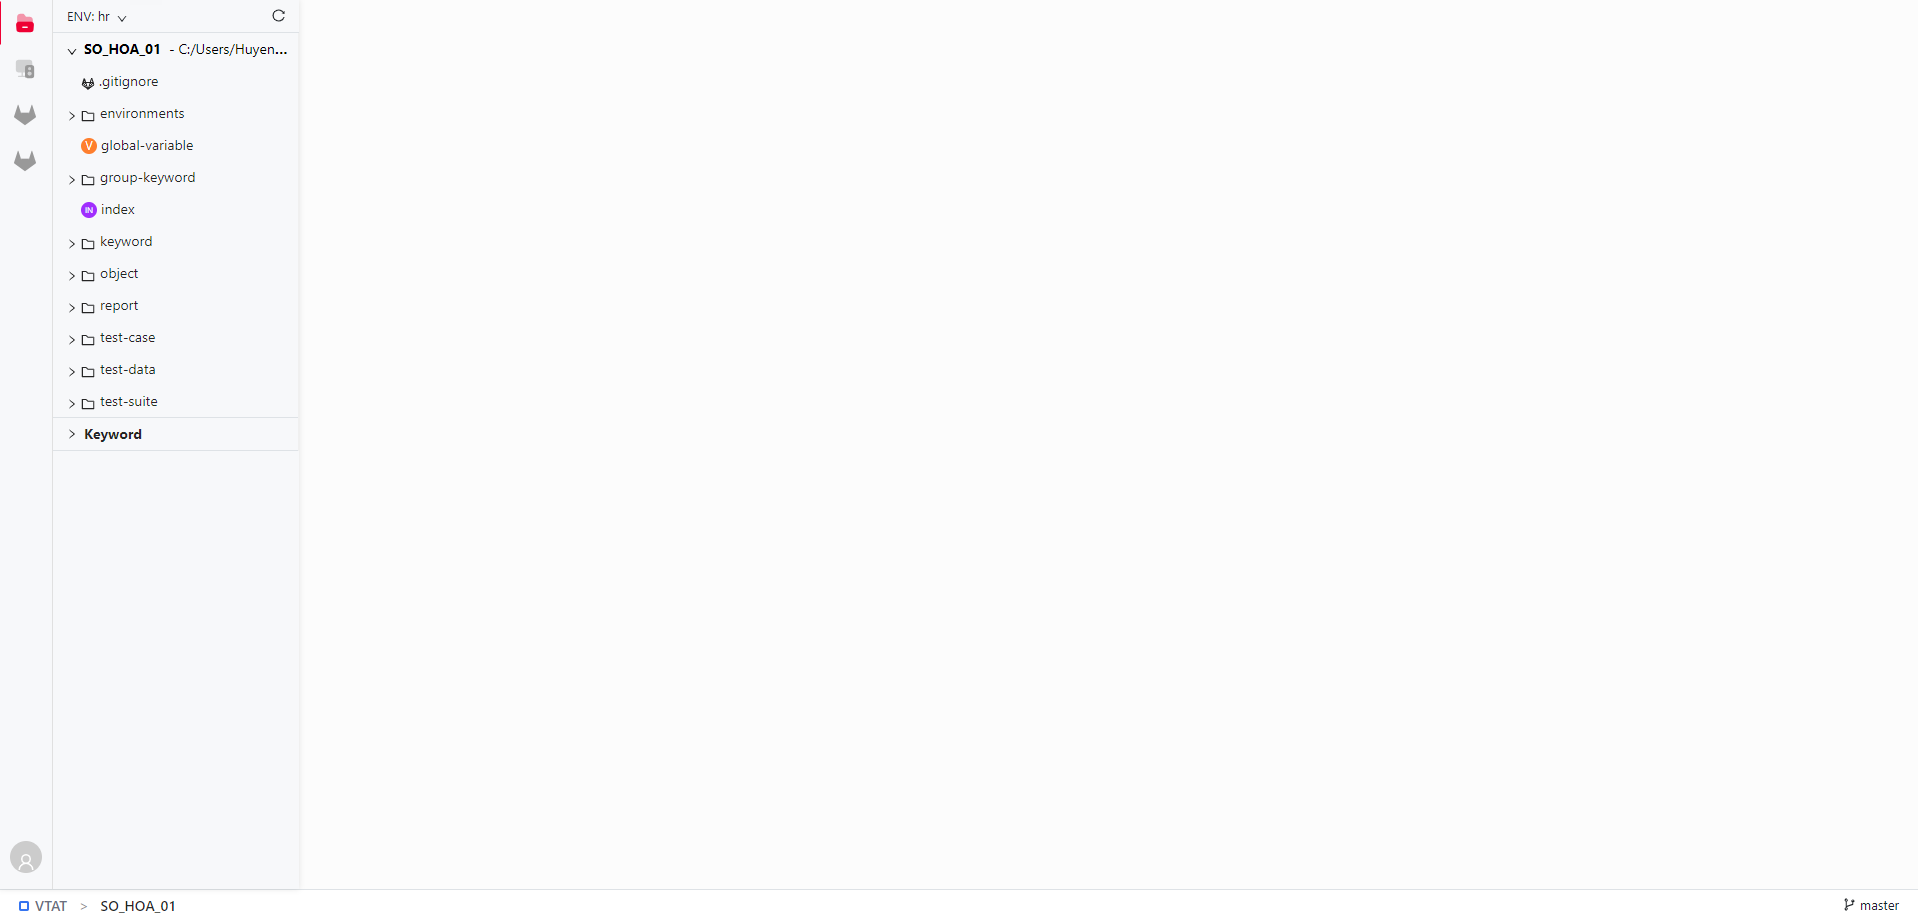 ENV: hr
SO_HOA_01 - C:/Users/Huyen...
.gitignore
environments
V global-variable
group-keyword
IN index
keyword
object
report
test-case
test-data
test-suite
Keyword
VTAT > SO_HOA_01
master